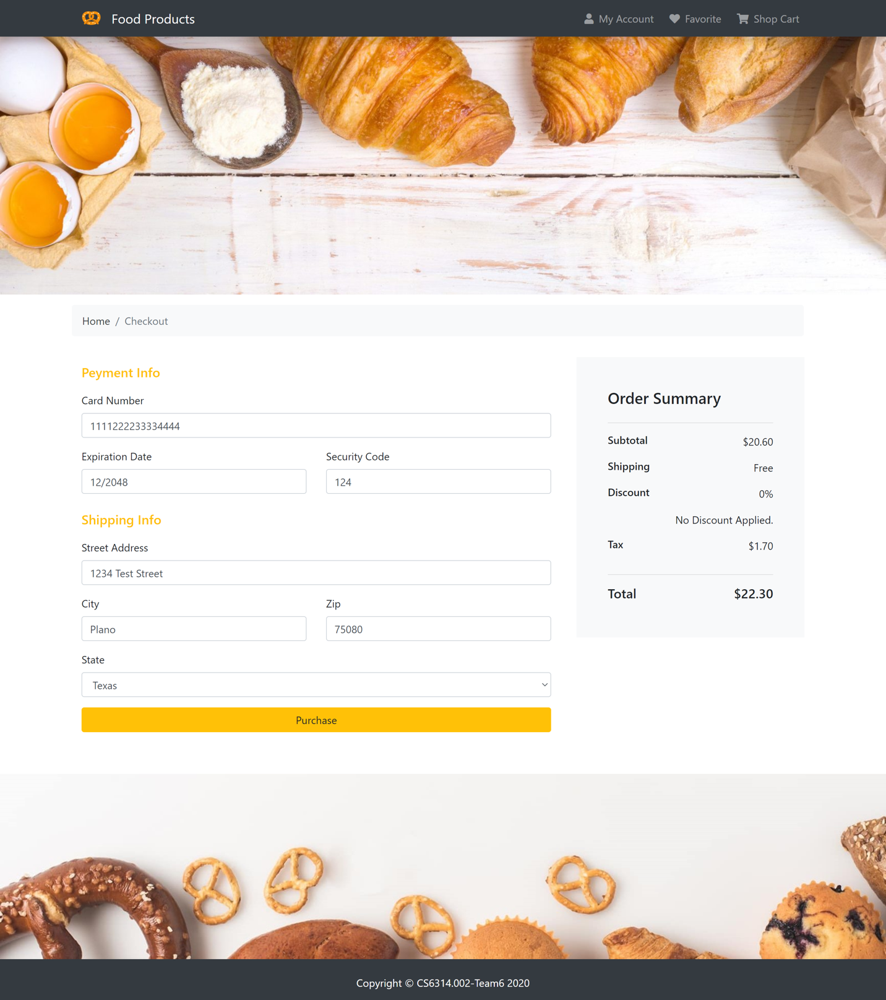 Food Products
My Account
Favorite
Shop Cart
Home / Checkout
Peyment Info
Card Number
1111222233334444
Expiration Date
Security Code
12/2048
124
Shipping Info
Street Address
1234 Test Street
City
Zip
Plano
75080
State
Texas
Purchase
Order Summary
Subtotal $20.60
Shipping Free
Discount 0%
No Discount Applied.
Tax $1.70
Total $22.30
Copyright © CS6314.002-Team6 2020